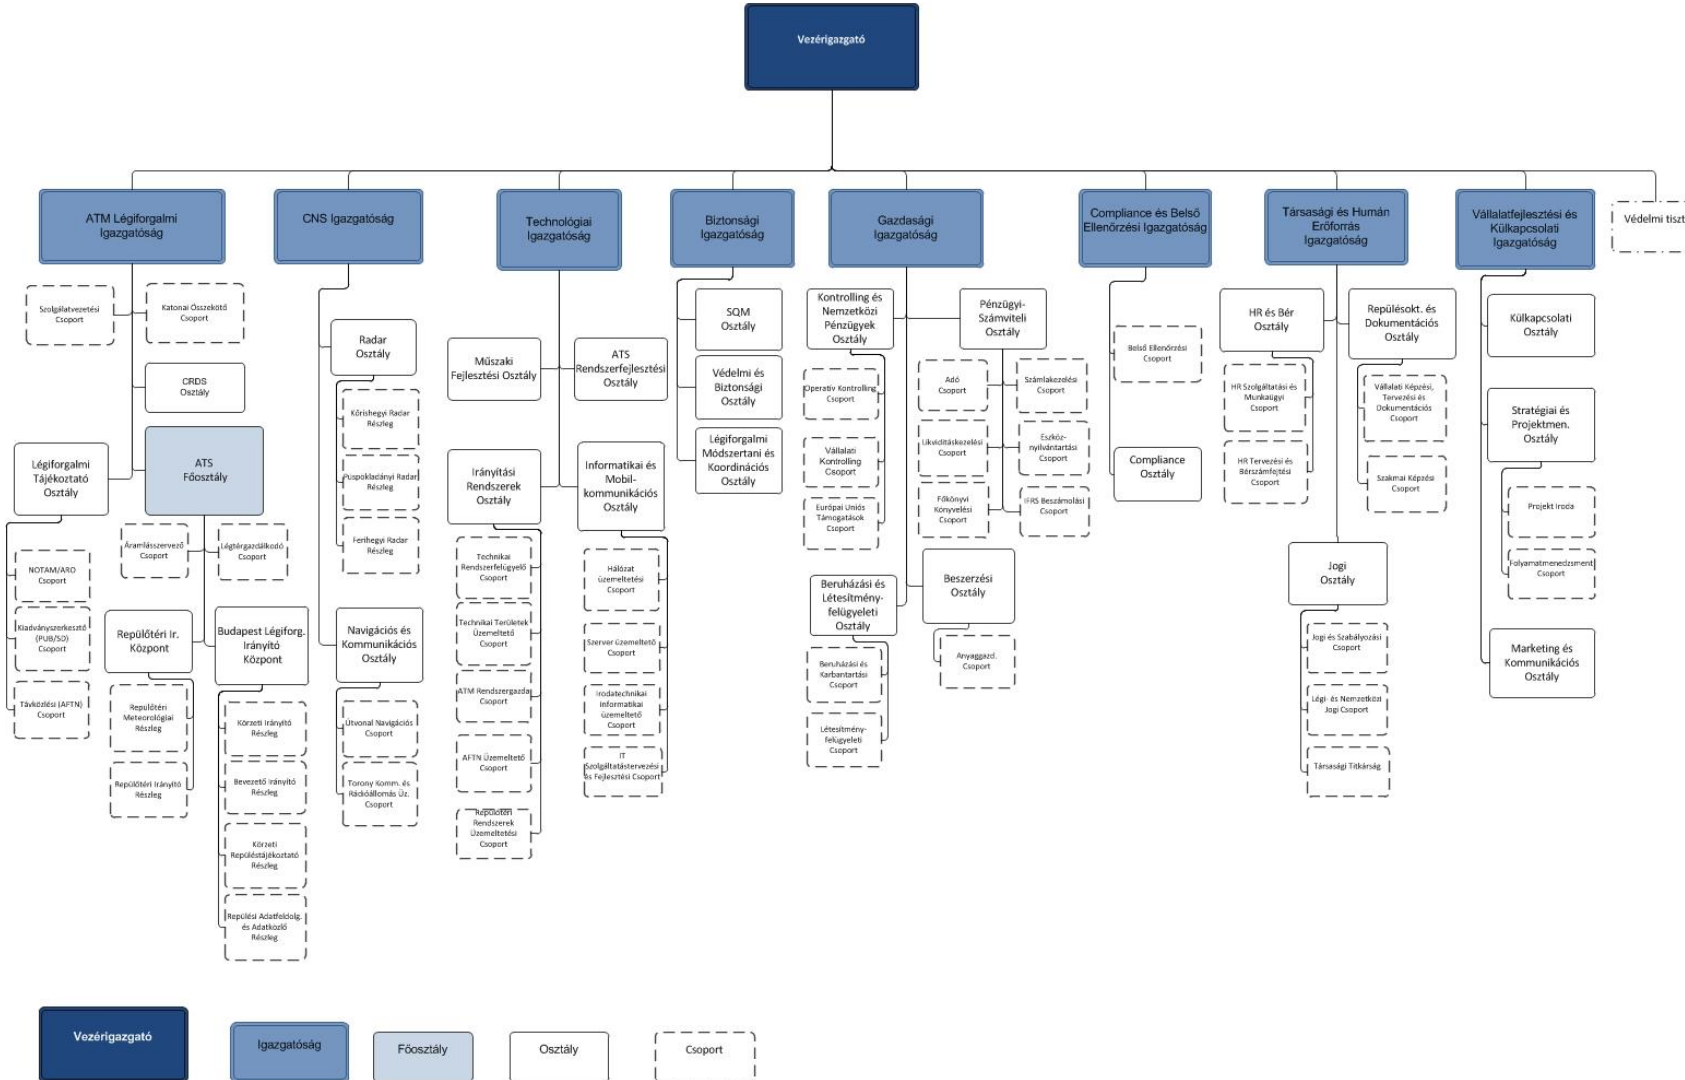 Vezérigazgató
ATM Légiforgalmi
Igazgatóság
CNS Igazgatóság
Technológiai
Igazgatóság
Biztonsági
Igazgatóság
Gazdasági
Igazgatóság
Compliance és Belső
Ellenőrzési Igazgatóság
Társasági és Humán
Erőforrás
Igazgatóság
Vállalatfejlesztési és
Külkapcsolati
Igazgatóság
Védelmi tiszt
Szolgálatvezetési
Csoport
Katonai Összekötő
Csoport
CRDS
Osztály
Légiforgalmi
Tájékoztató
Osztály
ATS
Főosztály
NOTAM/ARO
Csoport
Kiadványszerkesztő
(PUB/SD)
Csoport
Távközlési (AFTN)
Csoport
Áramlásszervező
Csoport
Légtérgazdálkodó
Csoport
Repülőtéri Ir.
Központ
Budapest Légiforg.
Irányító
Központ
Repülőtéri
Meteorológiai
Részleg
Repülőtéri Irányító
Részleg
Körzeti Irányító
Részleg
Bevezető Irányító
Részleg
Körzeti
Repüléstájékoztató
Részleg
Repülési Adatfeldolg.
és Adatközlő
Részleg
Radar
Osztály
Kőrishegyi Radar
Részleg
Püspökladányi Radar
Részleg
Ferihegyi Radar
Részleg
Navigációs és
Kommunikációs
Osztály
Útvonal Navigációs
Csoport
Torony Komm. és
Rádióállomás Üz.
Csoport
Műszaki
Fejlesztési Osztály
ATS
Rendszerfejlesztési
Osztály
Irányítási
Rendszerek
Osztály
Informatikai és
Mobil-
kommunikációs
Osztály
Technikai
Rendszerfelügyelő
Csoport
Technikai Területek
Üzemeltető
Csoport
ATM Rendszergazda
Csoport
AFTN Üzemeltető
Csoport
Repülőtéri
Rendszerek
Üzemeltetési
Csoport
Hálózat
üzemeltetési
Csoport
Szerver üzemeltető
Csoport
Irodatechnikai
informatikai
üzemeltető
Csoport
IT
Szolgáltatástervezési
és Fejlesztési Csoport
SQM
Osztály
Védelmi és
Biztonsági
Osztály
Légiforgalmi
Módszertani és
Koordinációs
Osztály
Kontrolling és
Nemzetközi
Pénzügyek
Osztály
Pénzügyi-
Számviteli
Osztály
Operatív Kontrolling
Csoport
Vállalati
Kontrolling
Csoport
Európai Uniós
Támogatások
Csoport
Adó
Csoport
Számlakezelési
Csoport
Likviditáskezelési
Csoport
Eszköz-
nyilvántartási
Csoport
Főkönyvi
Könyvelési
Csoport
IFRS Beszámolási
Csoport
Beruházási és
Létesítmény-
felügyeleti
Osztály
Beszerzési
Osztály
Beruházási és
Karbantartási
Csoport
Létesítmény-
felügyeleti
Csoport
Anyaggazd.
Csoport
Belső Ellenőrzési
Csoport
Compliance
Osztály
HR és Bér
Osztály
Repülésokt. és
Dokumentációs
Osztály
HR Szolgáltatási és
Munkaügyi
Csoport
HR Tervezési és
Bérszámfejtési
Csoport
Vállalati Képzési,
Tervezési és
Dokumentációs
Csoport
Szakmai Képzési
Csoport
Jogi
Osztály
Jogi és Szabályozási
Csoport
Légi- és Nemzetközi
Jogi Csoport
Társasági Titkárság
Külkapcsolati
Osztály
Stratégiai és
Projektmen.
Osztály
Projekt Iroda
Folyamatmenedzsment
Csoport
Marketing és
Kommunikációs
Osztály
Vezérigazgató
Igazgatóság
Főosztály
Osztály
Csoport